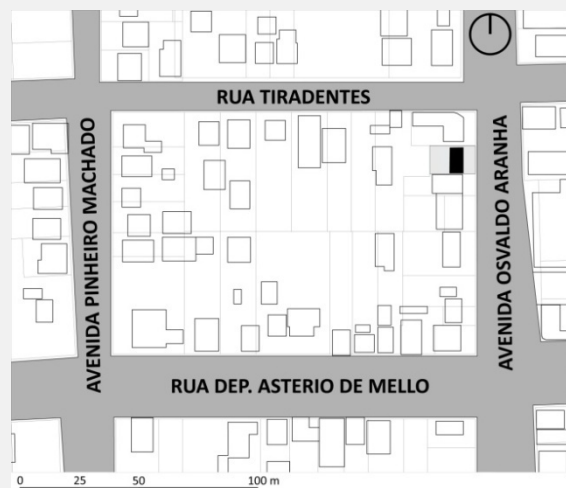 RUA TIRADENTES
AVENIDA PINHEIRO MACHADO
AVENIDA OSVALDO ARANHA
RUA DEP. ASTERIO DE MELLO
0 25 50 100 m